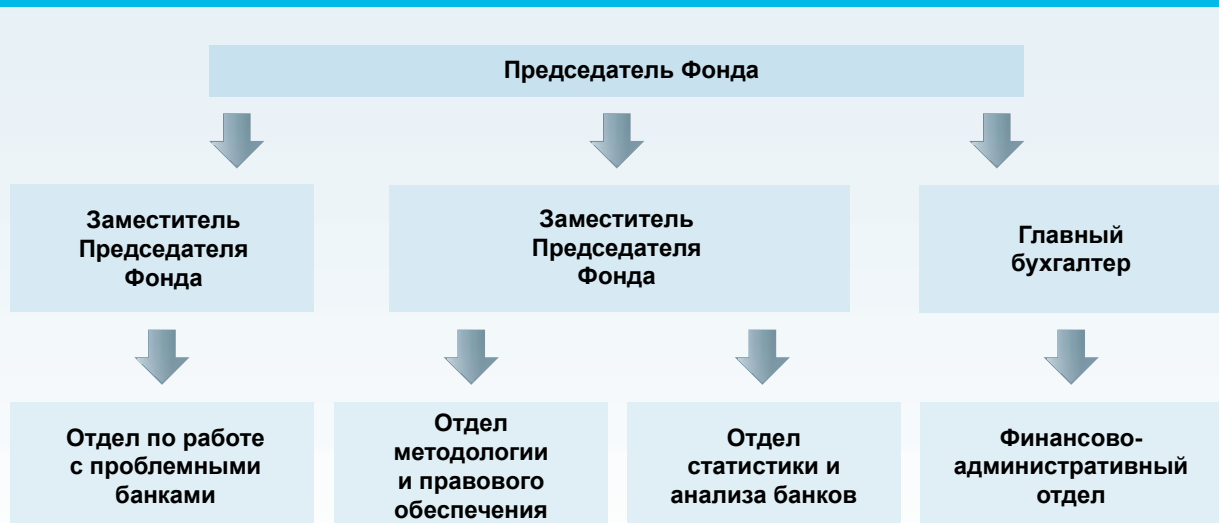 Председатель Фонда
Заместитель
Председателя
Фонда
Заместитель
Председателя
Фонда
Главный
бухгалтер
Отдел по работе
с проблемными
банками
Отдел
методологии
и правового
обеспечения
Отдел
статистики и
анализа банков
Финансово-
административный
отдел